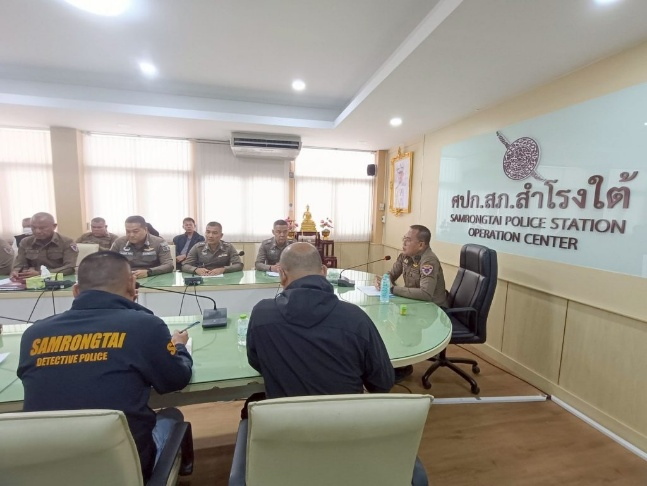 ศปก.สภ.สำโรงใต้
SAMRONGTAI POLICE STATION
OPERATION CENTER
SAMRONGTAI
DETECTIVE POLICE